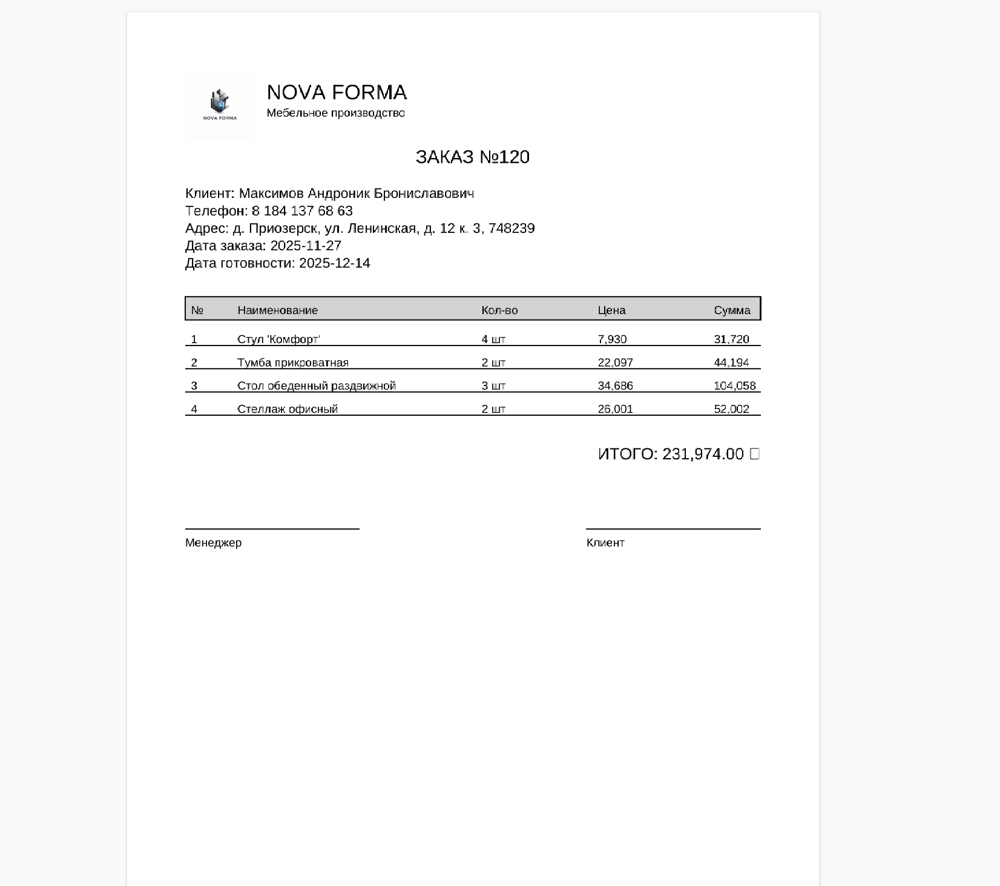 NOVA FORMA
NOVA FORMA
Мебельное производство
ЗАКАЗ №120
Клиент: Максимов Андроник Брониславович
Телефон: 8 184 137 68 63
Адрес: д. Приозерск, ул. Ленинская, д. 12 к. 3, 748239
Дата заказа: 2025-11-27
Дата готовности: 2025-12-14
№ Наименование Кол-во Цена Сумма
1 Стул 'Комфорт' 4 шт 7,930 31,720
2 Тумба прикроватная 2 шт 22,097 44,194
3 Стол обеденный раздвижной 3 шт 34,686 104,058
4 Стеллаж офисный 2 шт 26,001 52,002
ИТОГО: 231,974.00 □
Менеджер Клиент